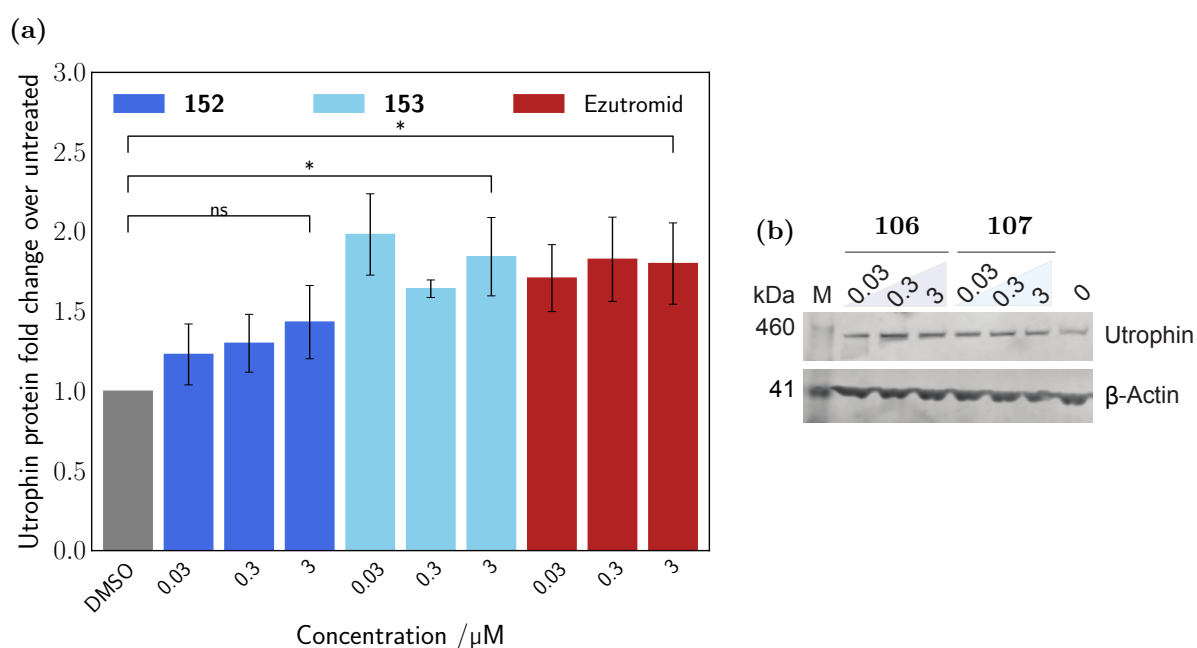 (a)
Utrophin protein fold change over untreated
3.0
2.5
2.0
1.5
1.0
0.5
0.0
152 153 Ezutromid
*
*
ns
DMSO 0.03 0.3 3 0.03 0.3 3 0.03 0.3 3
Concentration /μM
(b)
106 107
kDa M 0.03 0.3 3 0.03 0.3 3 0
460 Utrophin
41 β-Actin